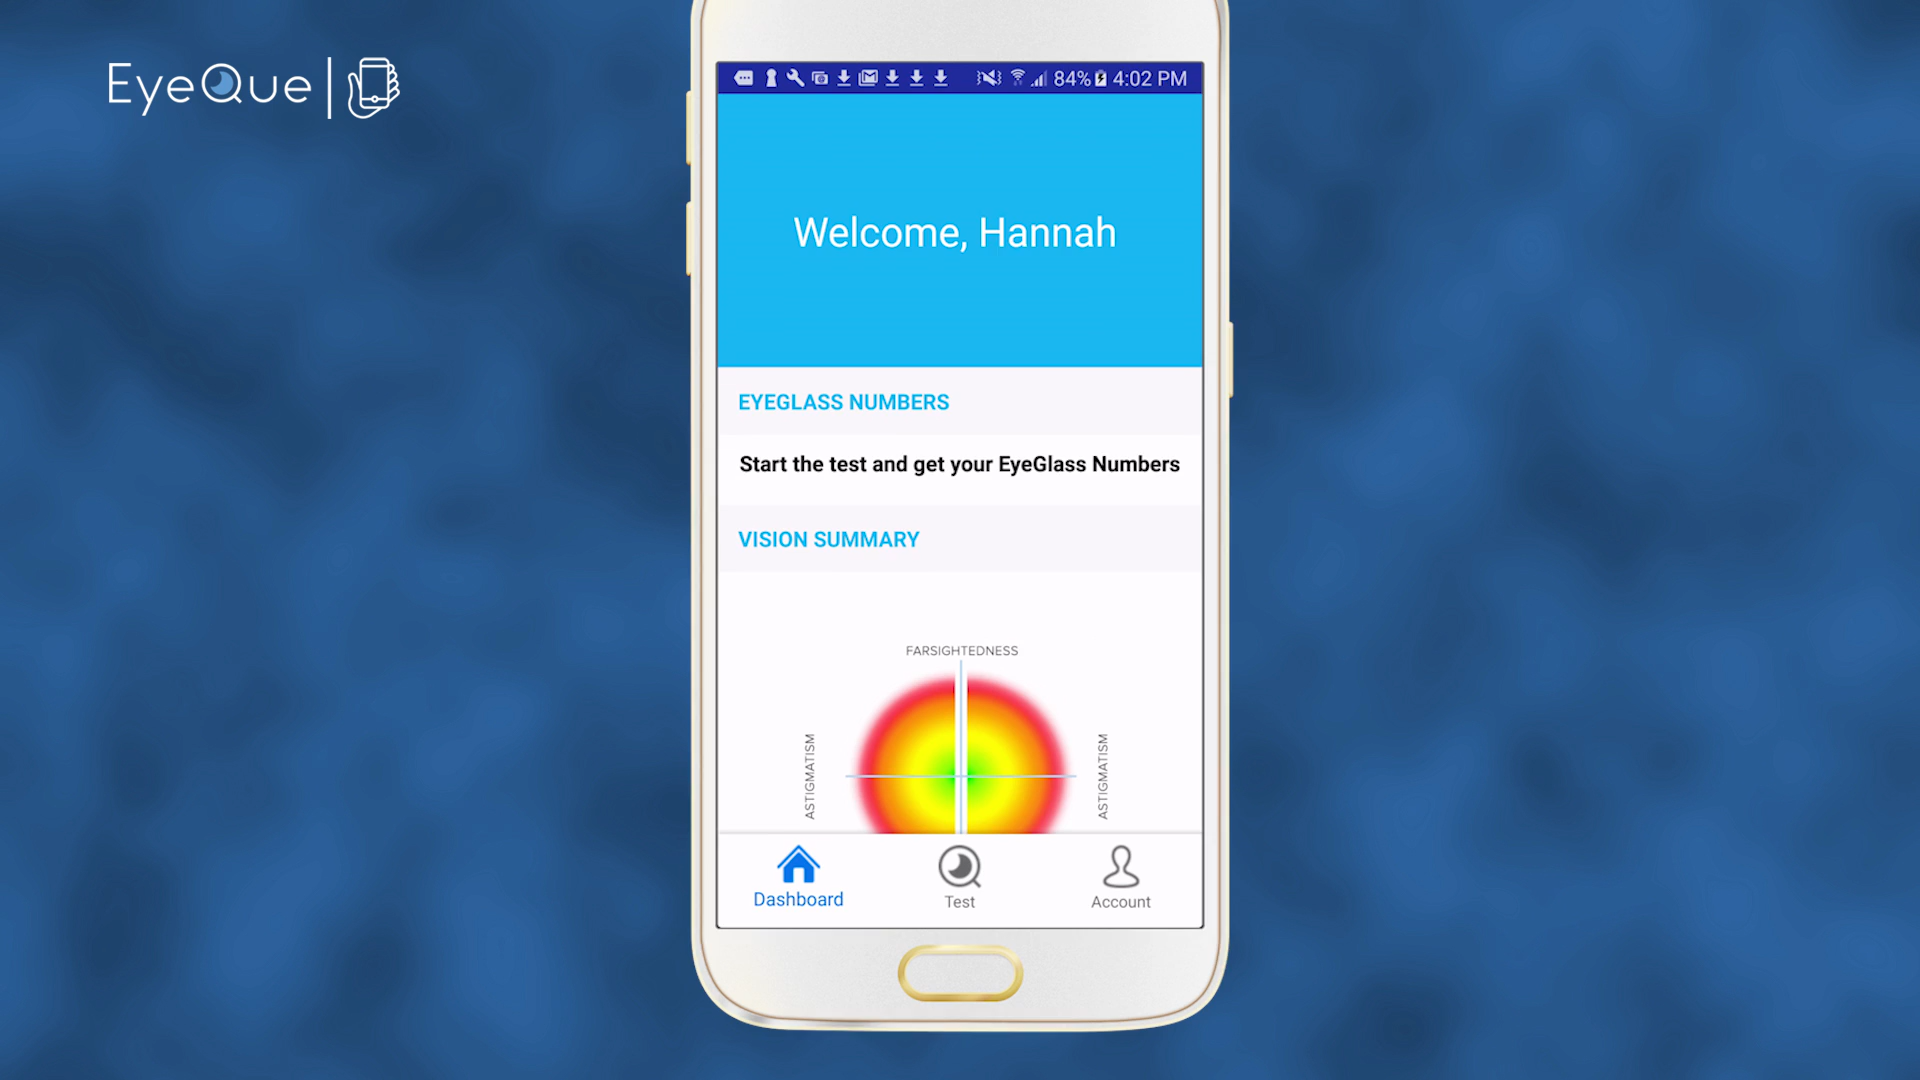 EyeQue
84% 4:02 PM
Welcome, Hannah
EYEGLASS NUMBERS
Start the test and get your EyeGlass Numbers
VISION SUMMARY
FARSIGHTEDNESS
ASTIGMATISM
ASTIGMATISM
Dashboard
Test
Account